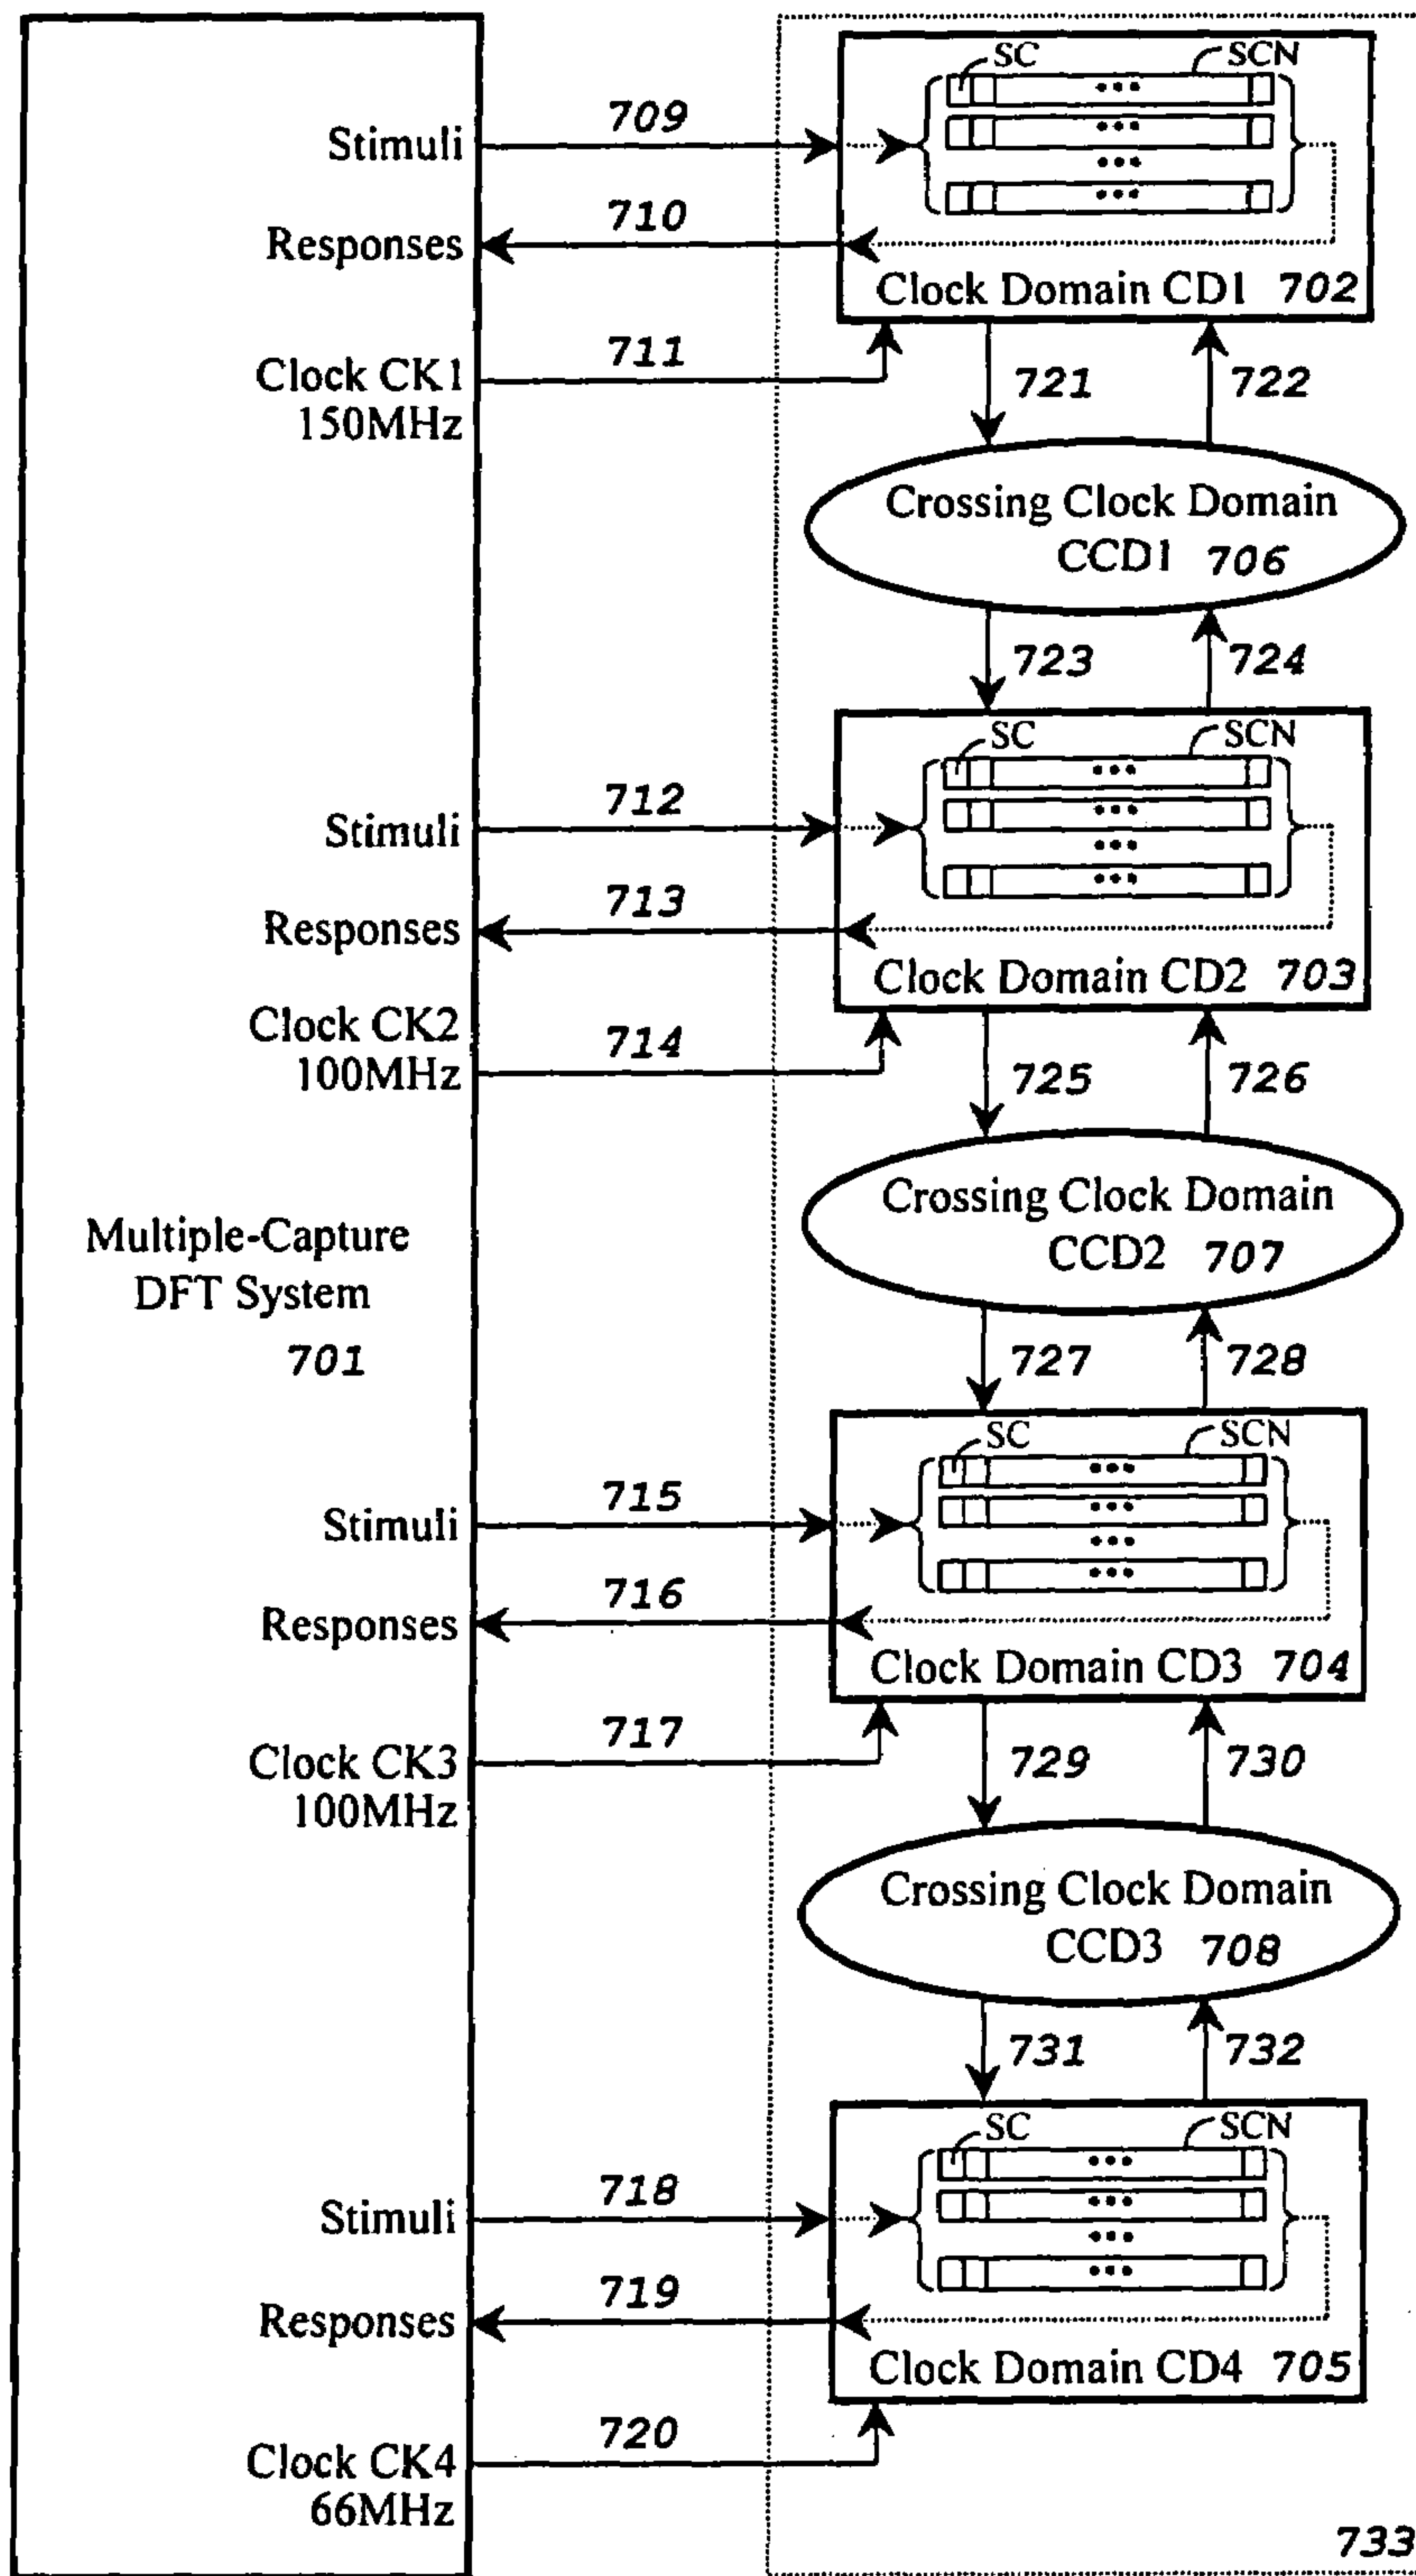 SC SCN
709
Stimuli
710
Responses
Clock Domain CD1 702
711
Clock CK1
150MHz
721 722
Crossing Clock Domain
CCD1 706
723 724
SC SCN
712
Stimuli
713
Responses
Clock Domain CD2 703
Clock CK2
714
100MHz
725 726
Crossing Clock Domain
CCD2 707
Multiple-Capture
DFT System
701
727 728
SC SCN
715
Stimuli
716
Responses
Clock Domain CD3 704
717
Clock CK3
100MHz
729 730
Crossing Clock Domain
CCD3 708
731 732
SC SCN
718
Stimuli
719
Responses
Clock Domain CD4 705
720
Clock CK4
66MHz
733